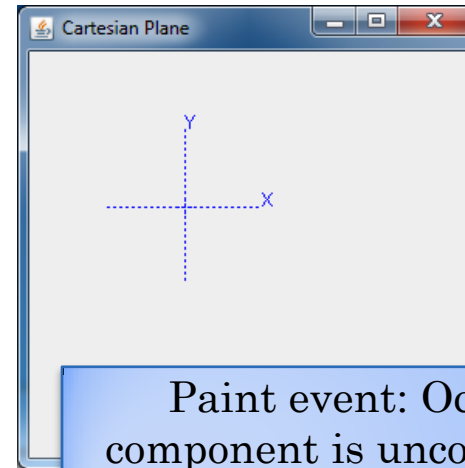 Cartesian Plane
Y
X
Paint event:
component is